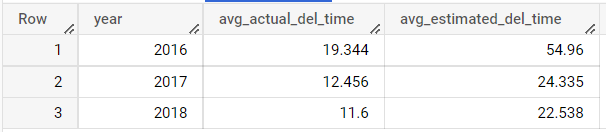 Row year avg_actual_del_time avg_estimated_del_time
1 2016 19.344 54.96
2 2017 12.456 24.335
3 2018 11.6 22.538